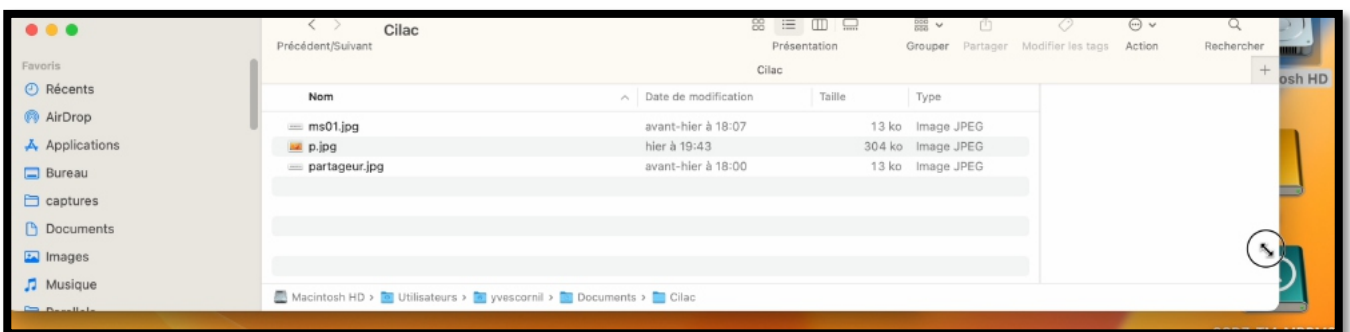 Cilac
Précédent/Suivant
Présentation
Grouper
Partager
Modifier les tags
Action
Rechercher
Cilac
+
osh HD
Favoris
Récents
AirDrop
Applications
Bureau
captures
Documents
Images
Musique
Nom
Date de modification
Taille
Type
ms01.jpg avant-hier à 18:07 13 ko Image JPEG
p.jpg hier à 19:43 304 ko Image JPEG
partageur.jpg avant-hier à 18:00 13 ko Image JPEG
Macintosh HD > Utilisateurs > yvescornil > Documents > Cilac